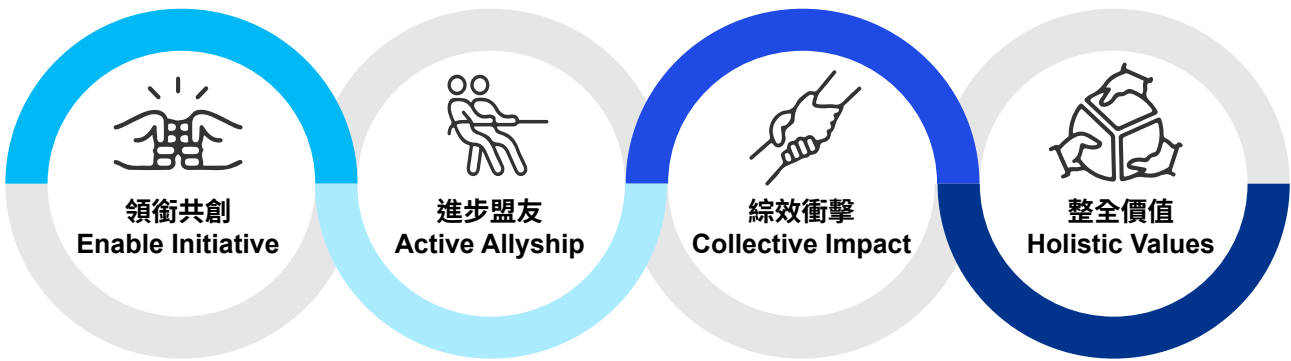 領銜共創
Enable Initiative
進步盟友
Active Allyship
綜效衝擊
Collective Impact
整全價值
Holistic Values